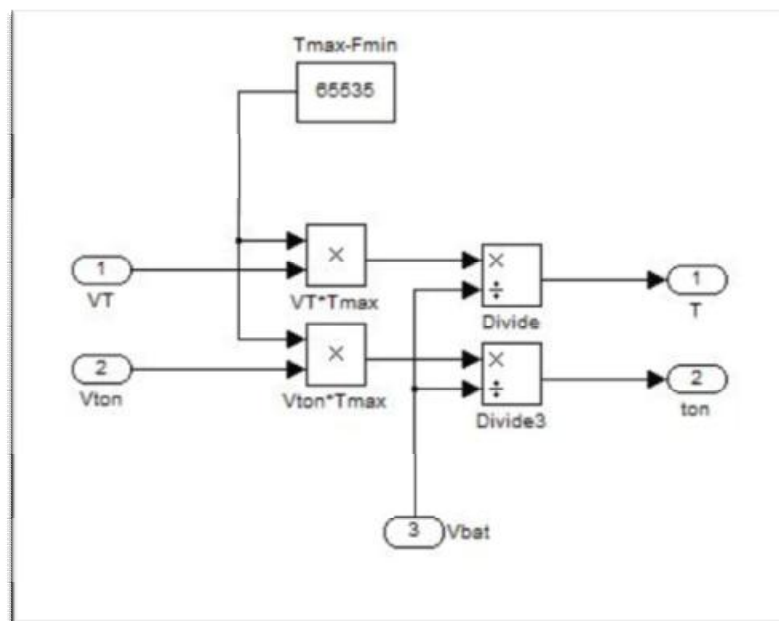 Tmax-Fmin
65535
×
1
VT
VT*Tmax
×
÷
Divide
1
T
2
Vton
×
Vton*Tmax
×
÷
Divide3
2
ton
3
Vbat